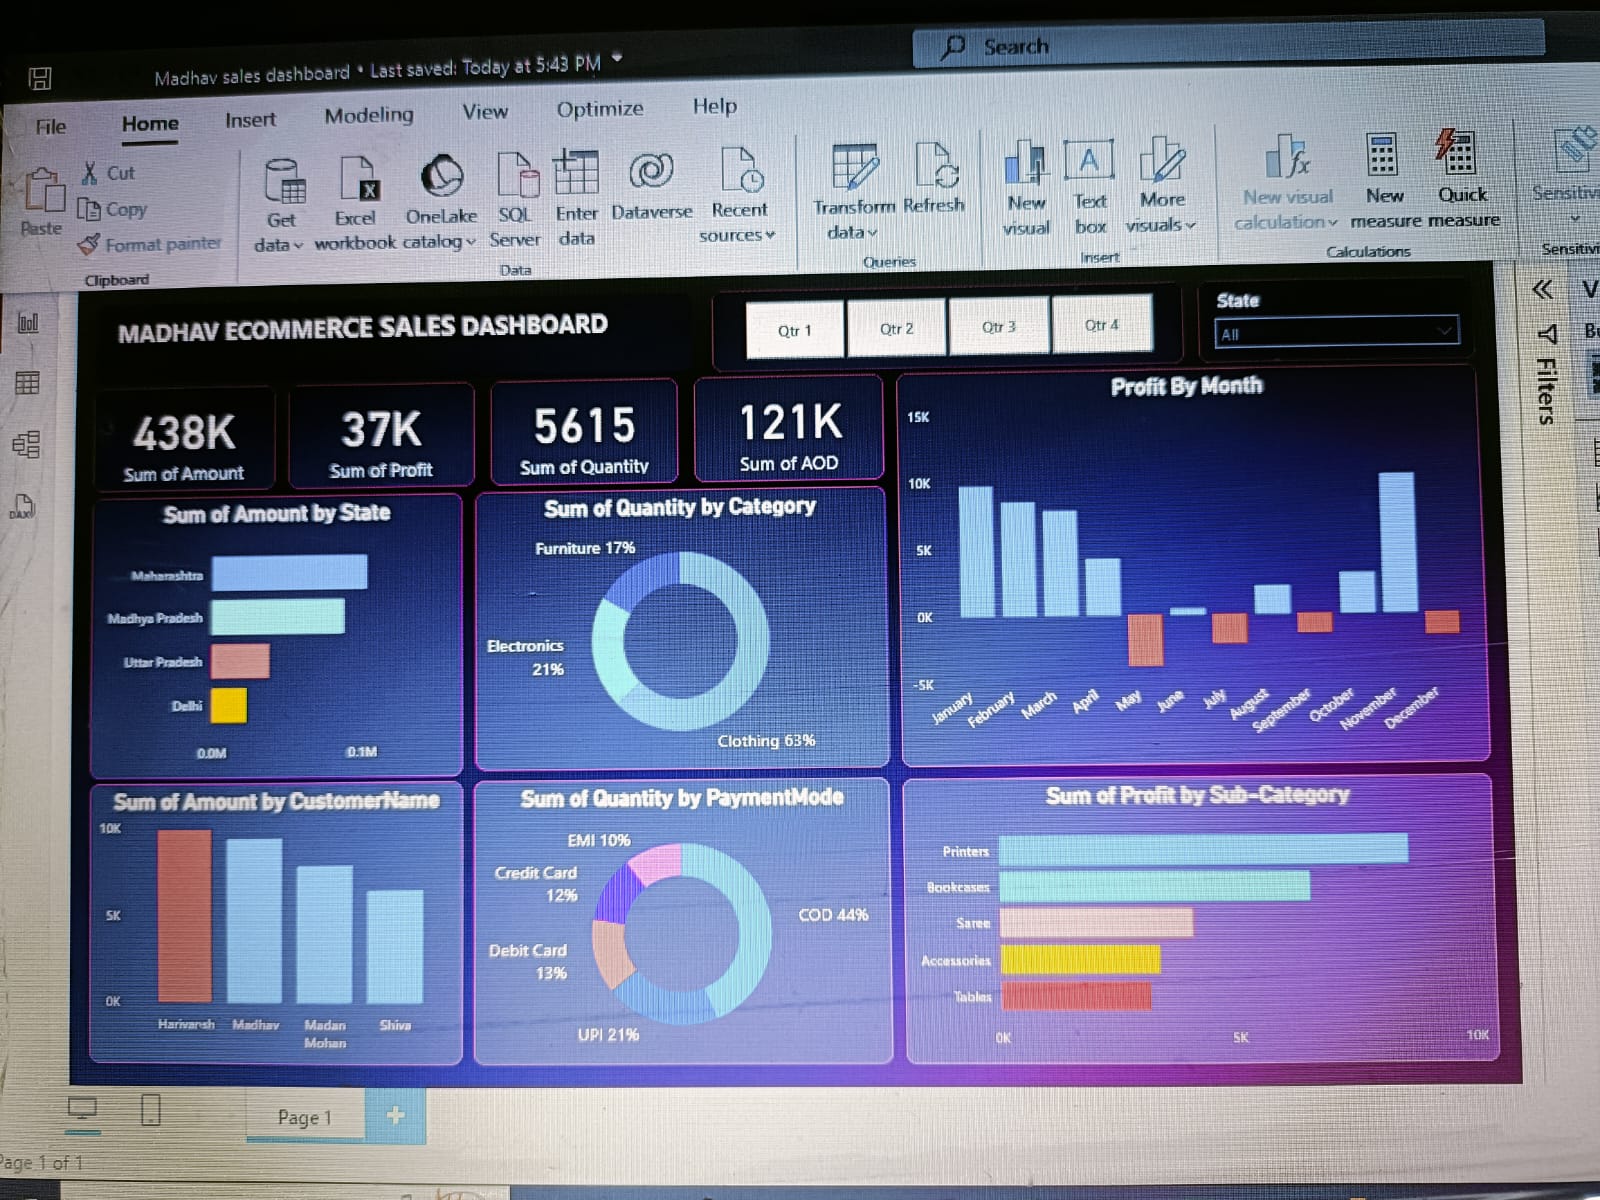 Madhav sales dashboard • Last saved: Today at 5:43 PM
Search
File Home Insert Modeling View Optimize Help
Paste
Cut
Copy
Format painter
Clipboard
Get data
Excel workbook
OneLake catalog
SQL Server
Enter data
Dataverse
Recent sources
Data
Transform data
Refresh
Queries
New visual
Text box
More visuals
Insert
New visual calculation
New measure
Quick measure
Calculations
MADHAV ECOMMERCE SALES DASHBOARD
Qtr 1
Qtr 2
Qtr 3
Qtr 4
State
All
Filters
438K
Sum of Amount
37K
Sum of Profit
5615
Sum of Quantity
121K
Sum of AOD
Profit By Month
15K
10K
5K
0K
-5K
January
February
March
April
May
June
July
August
September
October
November
December
Sum of Amount by State
Maharashtra
Madhya Pradesh
Uttar Pradesh
Delhi
0.0M
0.1M
Sum of Quantity by Category
Furniture 17%
Electronics
21%
Clothing 63%
Sum of Amount by CustomerName
10K
5K
0K
Harivansh
Madhav
Madan
Mohan
Shiva
Sum of Quantity by PaymentMode
EMI 10%
Credit Card
12%
COD 44%
Debit Card
13%
UPI 21%
Sum of Profit by Sub-Category
Printers
Bookcases
Saree
Accessories
Tables
0K
5K
10K
DAX
Page 1
Page 1 of 1